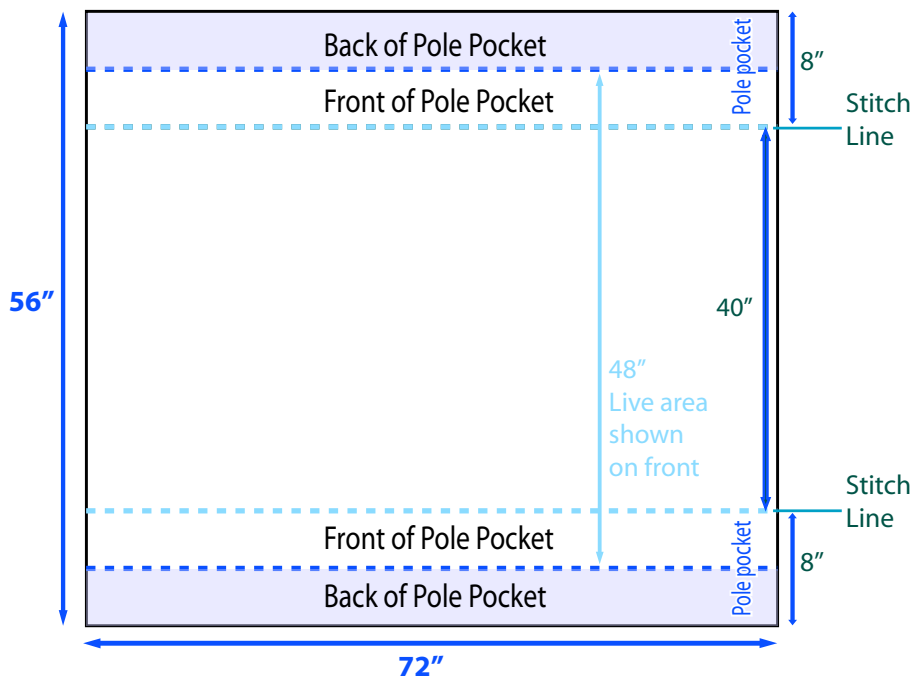 Back of Pole Pocket
Pole pocket
8”
Front of Pole Pocket
Stitch
Line
56”
40”
48”
Live area
shown
on front
Stitch
Line
Front of Pole Pocket
Pole pocket
8”
Back of Pole Pocket
72”